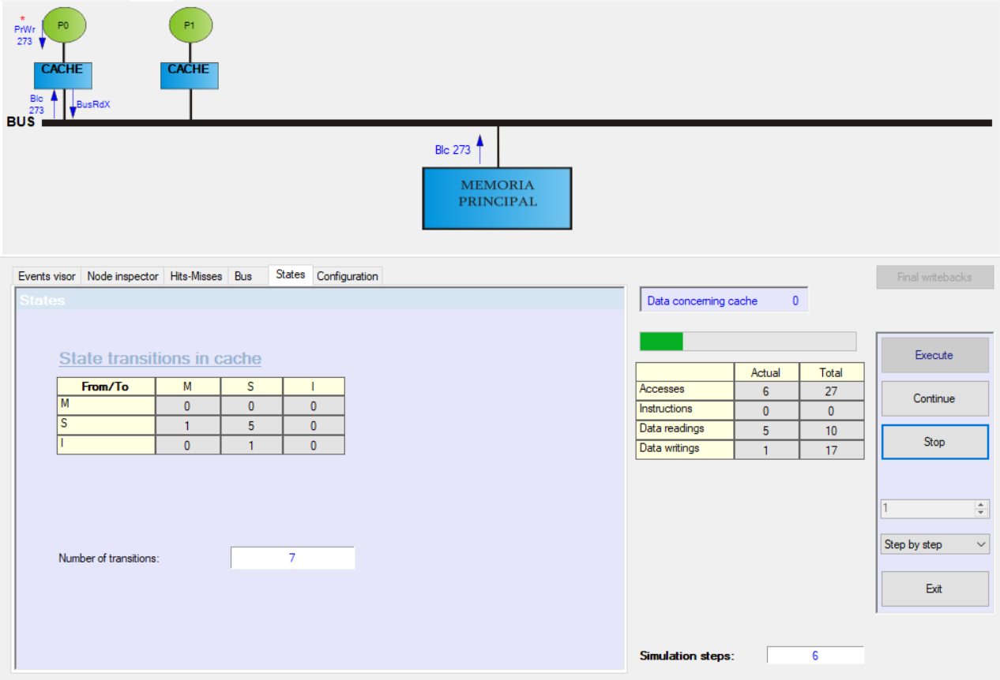 *
PrWr
273
P0
P1
CACHE
CACHE
Blc
273
BusRdX
BUS
Blc 273
MEMORIA
PRINCIPAL
Events visor Node inspector Hits-Misses Bus States Configuration
Final writebacks
States
Data concerning cache 0
State transitions in cache
From/To M S I
M 0 0 0
S 1 5 0
I 0 1 0
Number of transitions: 7
Actual Total
Accesses 6 27
Instructions 0 0
Data readings 5 10
Data writings 1 17
Execute
Continue
Stop
1
Step by step
Exit
Simulation steps: 6